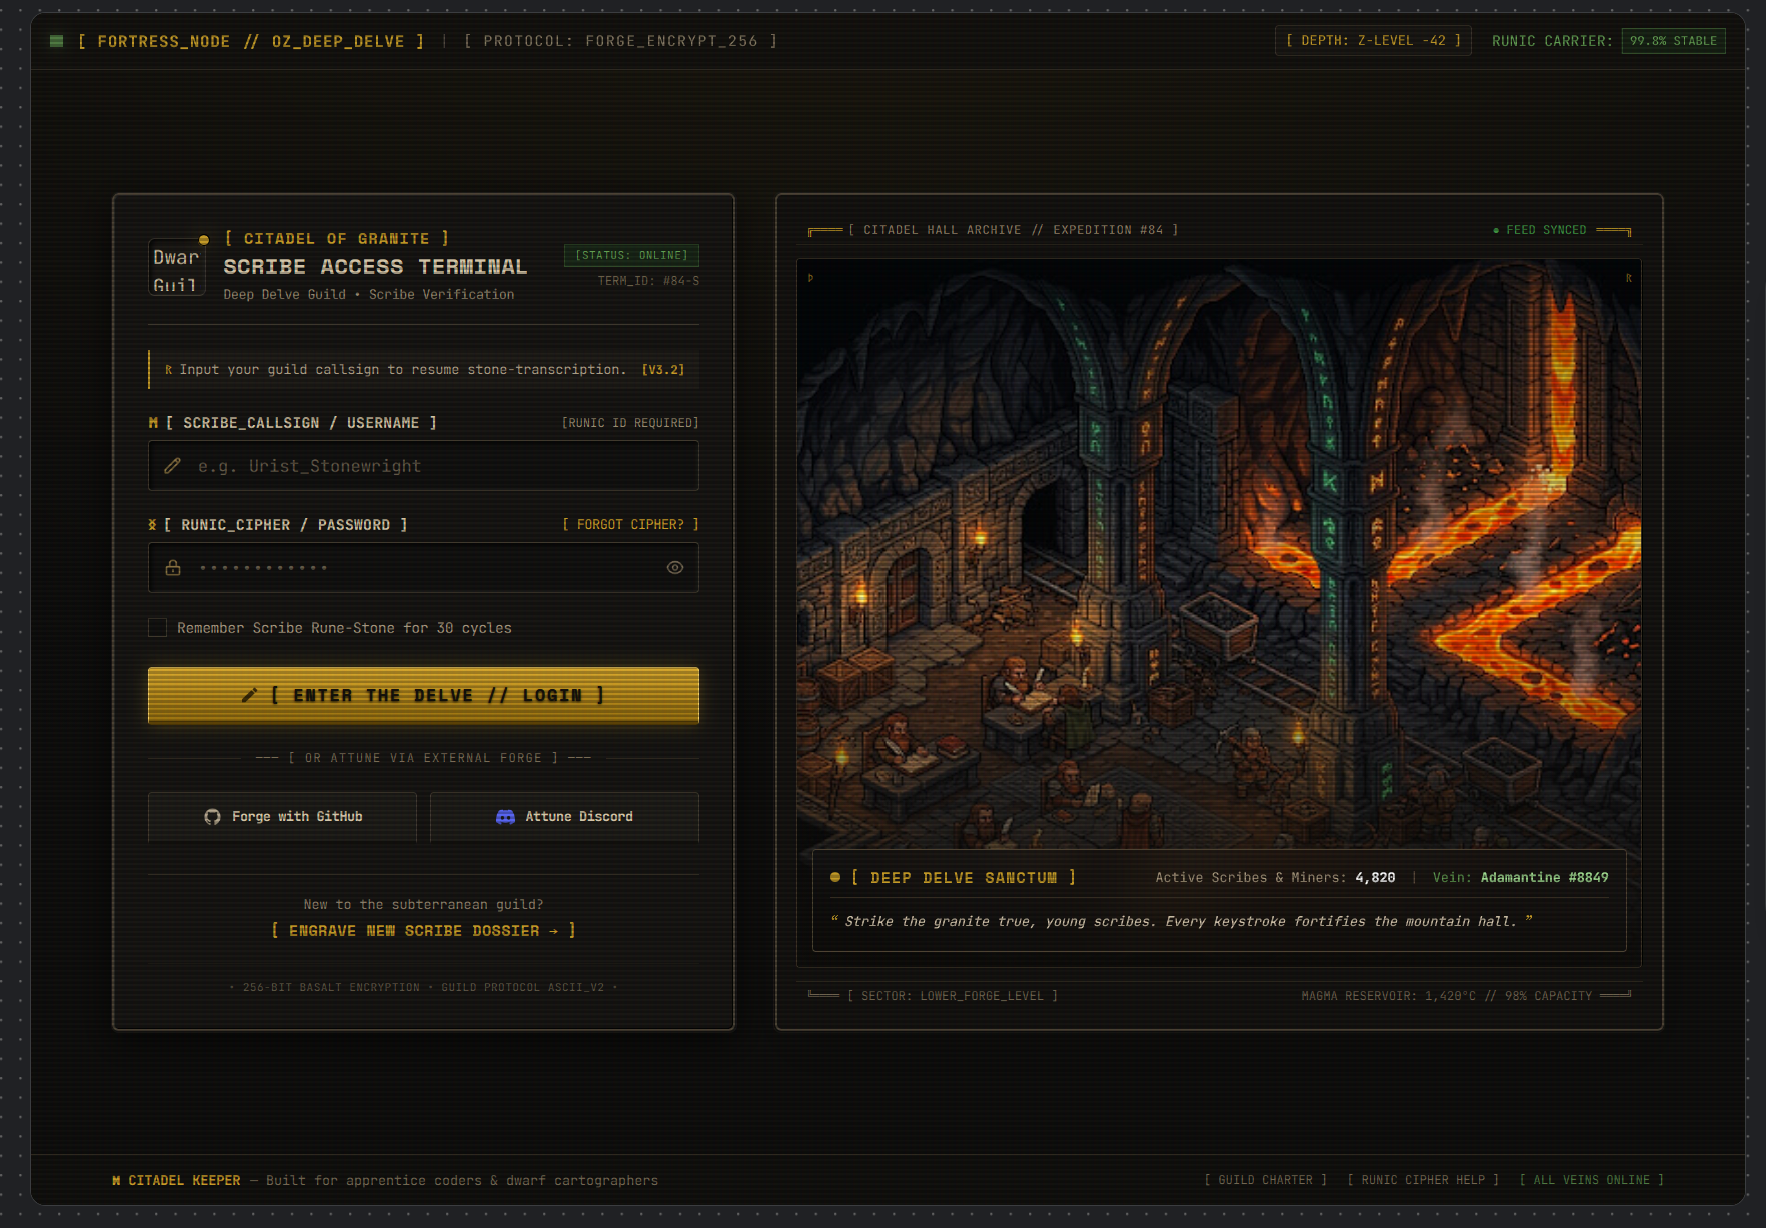 [ FORTRESS_NODE // OZ_DEEP_DELVE ] | [ PROTOCOL: FORGE_ENCRYPT_256 ]
[ DEPTH: Z-LEVEL -42 ] RUNIC CARRIER: 99.8% STABLE
Dwar
Guil
[ CITADEL OF GRANITE ]
SCRIBE ACCESS TERMINAL
Deep Delve Guild • Scribe Verification
[STATUS: ONLINE]
TERM_ID: #84-S
ᚱ Input your guild callsign to resume stone-transcription. [V3.2]
ᛗ [ SCRIBE_CALLSIGN / USERNAME ] [RUNIC ID REQUIRED]
e.g. Urist_Stonewright
ᛝ [ RUNIC_CIPHER / PASSWORD ] [ FORGOT CIPHER? ]
••••••••••••
Remember Scribe Rune-Stone for 30 cycles
[ ENTER THE DELVE // LOGIN ]
─── [ OR ATTUNE VIA EXTERNAL FORGE ] ───
Forge with GitHub
Attune Discord
New to the subterranean guild?
[ ENGRAVE NEW SCRIBE DOSSIER → ]
• 256-BIT BASALT ENCRYPTION • GUILD PROTOCOL ASCII_V2 •
╔════ [ CITADEL HALL ARCHIVE // EXPEDITION #84 ] ● FEED SYNCED ════╗
ᚦ ᚱ
[ DEEP DELVE SANCTUM ] Active Scribes & Miners: 4,820 | Vein: Adamantine #8849
“ Strike the granite true, young scribes. Every keystroke fortifies the mountain hall. ”
╚════ [ SECTOR: LOWER_FORGE_LEVEL ] MAGMA RESERVOIR: 1,420°C // 98% CAPACITY ════╝
ᛗ CITADEL KEEPER — Built for apprentice coders & dwarf cartographers
[ GUILD CHARTER ] [ RUNIC CIPHER HELP ] [ ALL VEINS ONLINE ]